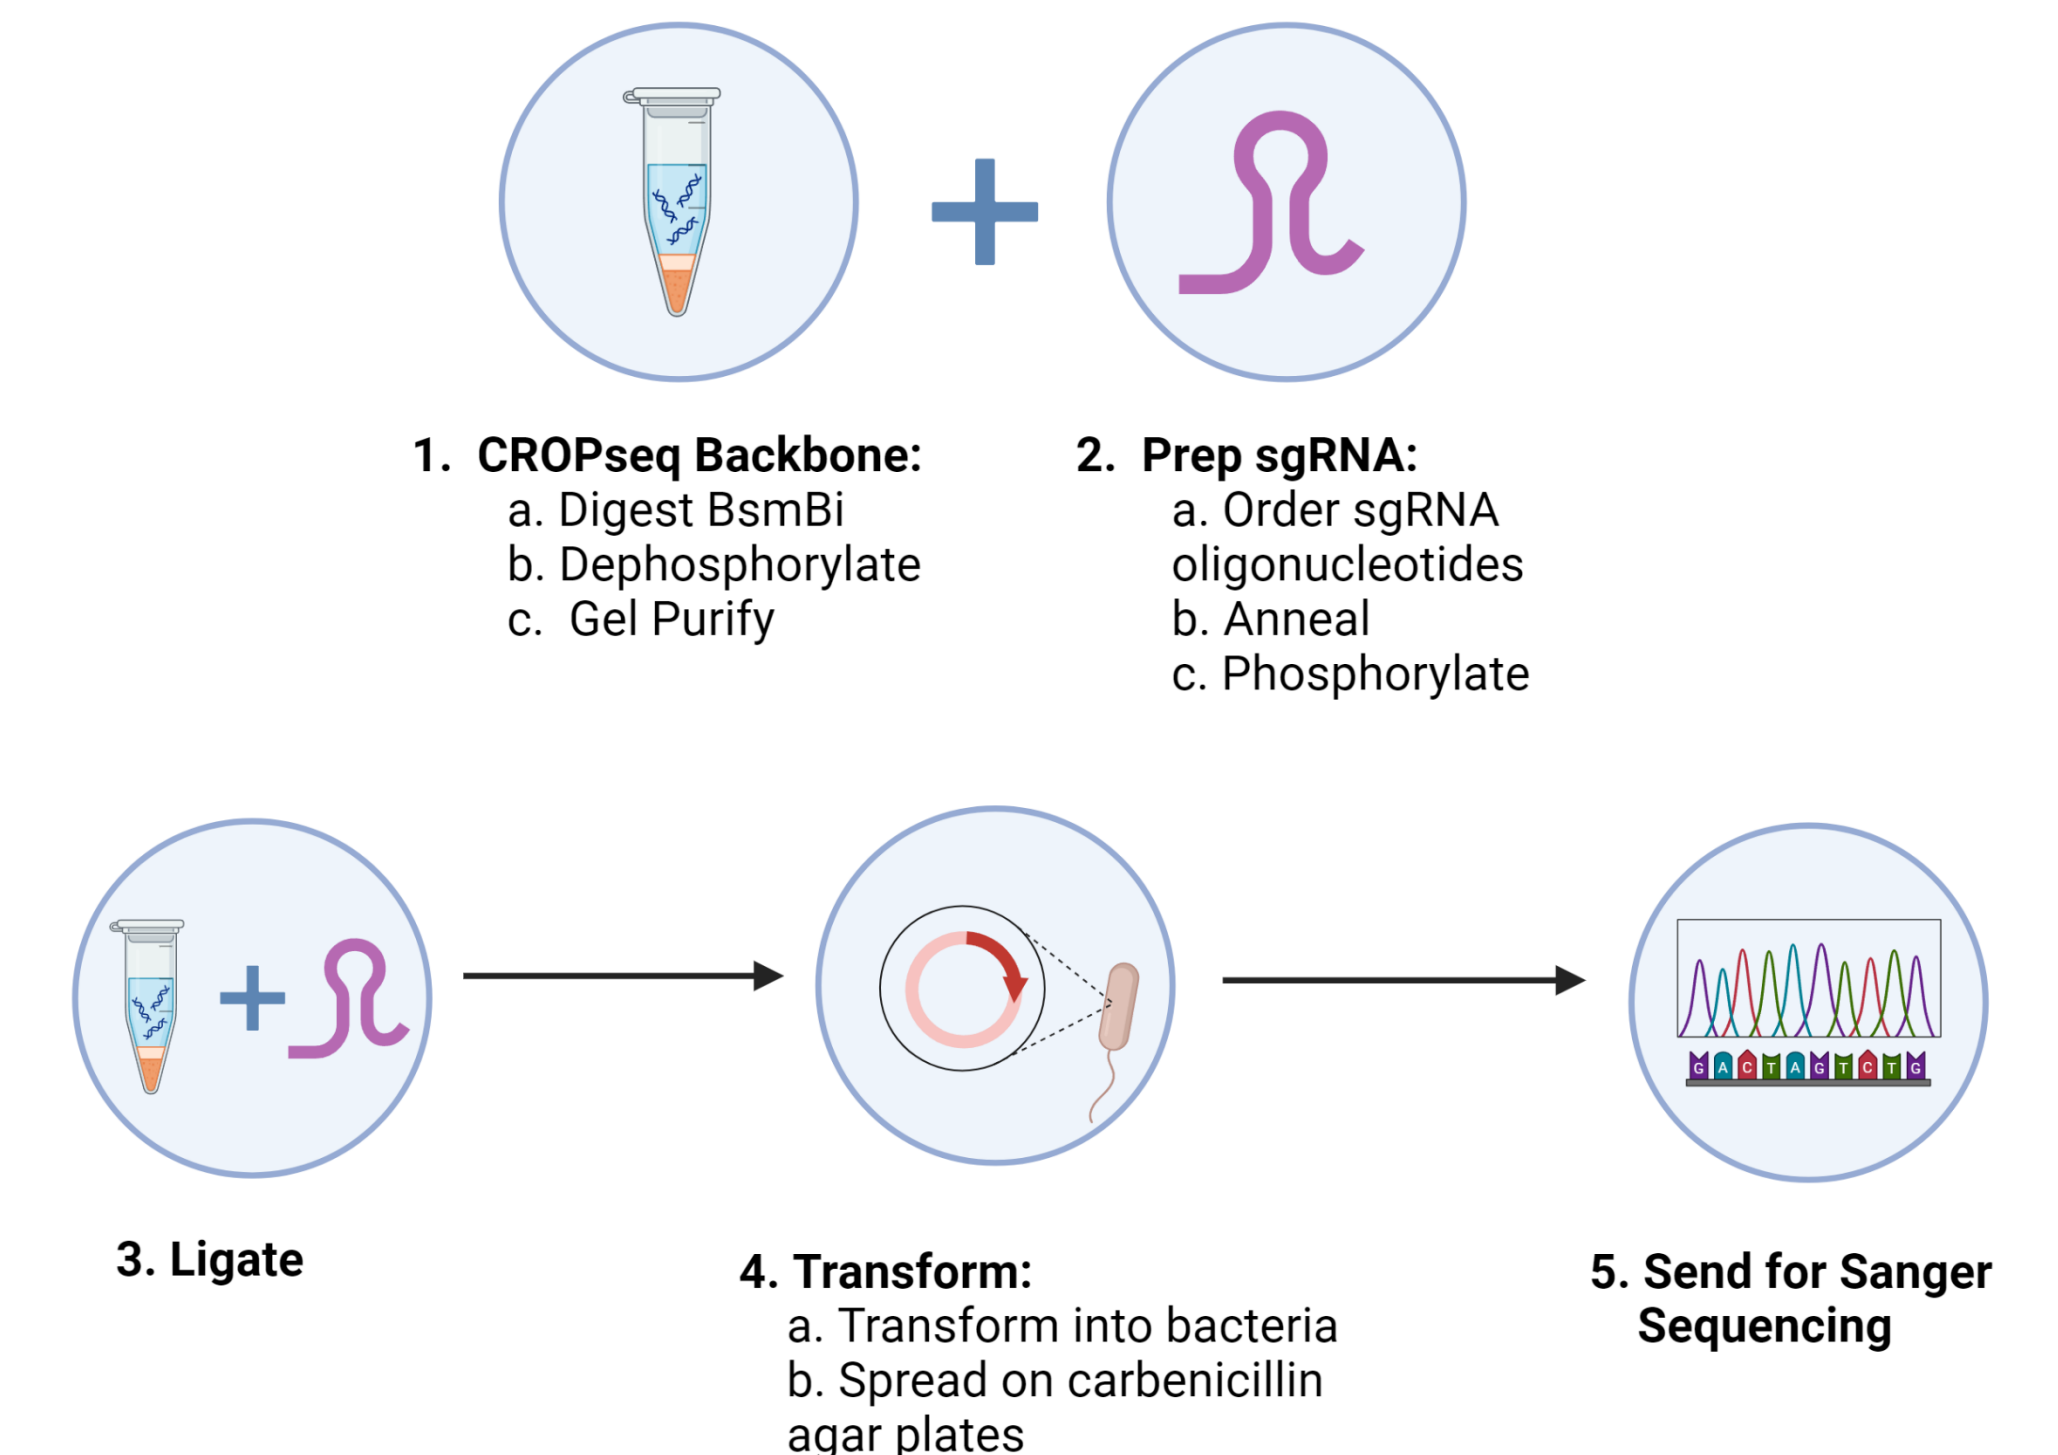 1. CROPseq Backbone:
a. Digest BsmBi
b. Dephosphorylate
c. Gel Purify
2. Prep sgRNA:
a. Order sgRNA
oligonucleotides
b. Anneal
c. Phosphorylate
3. Ligate
4. Transform:
a. Transform into bacteria
b. Spread on carbenicillin
agar plates
G A C T A G T C T G
5. Send for Sanger
Sequencing